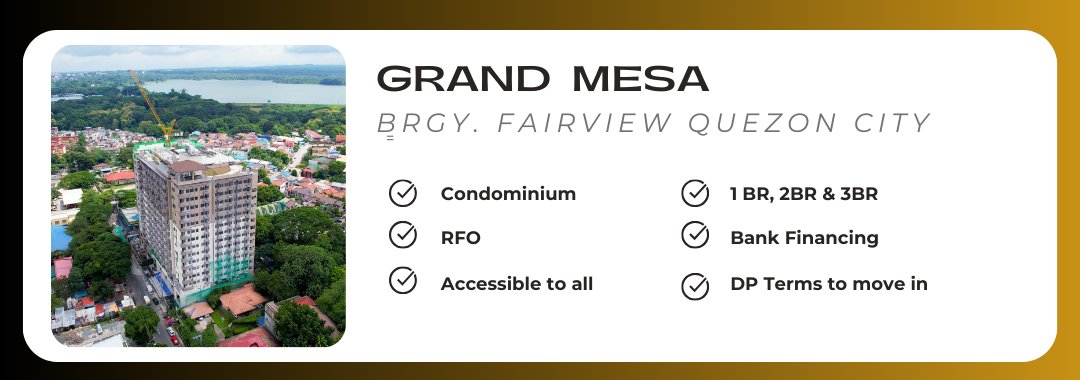 GRAND MESA
BRGY. FAIRVIEW QUEZON CITY
Condominium
RFO
Accessible to all
1 BR, 2BR & 3BR
Bank Financing
DP Terms to move in